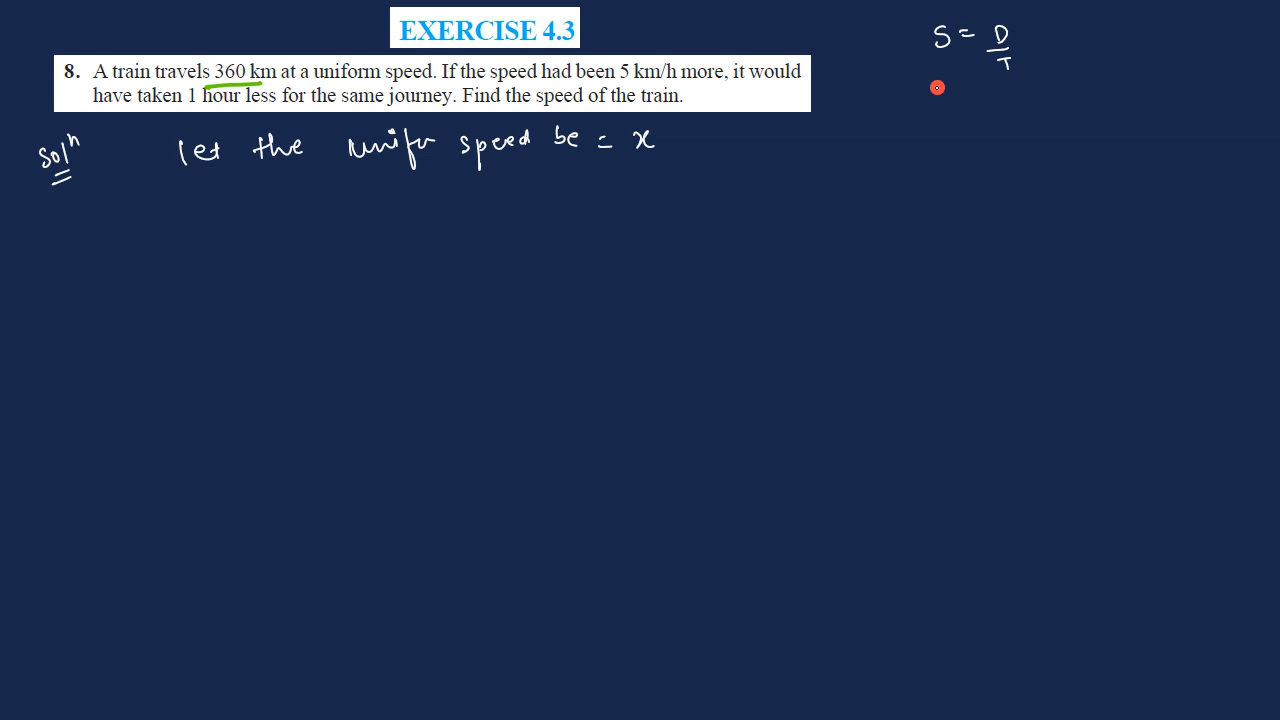 EXERCISE 4.3
S = D/T
8. A train travels 360 km at a uniform speed. If the speed had been 5 km/h more, it would
have taken 1 hour less for the same journey. Find the speed of the train.
Solⁿ let the unifr speed be = x